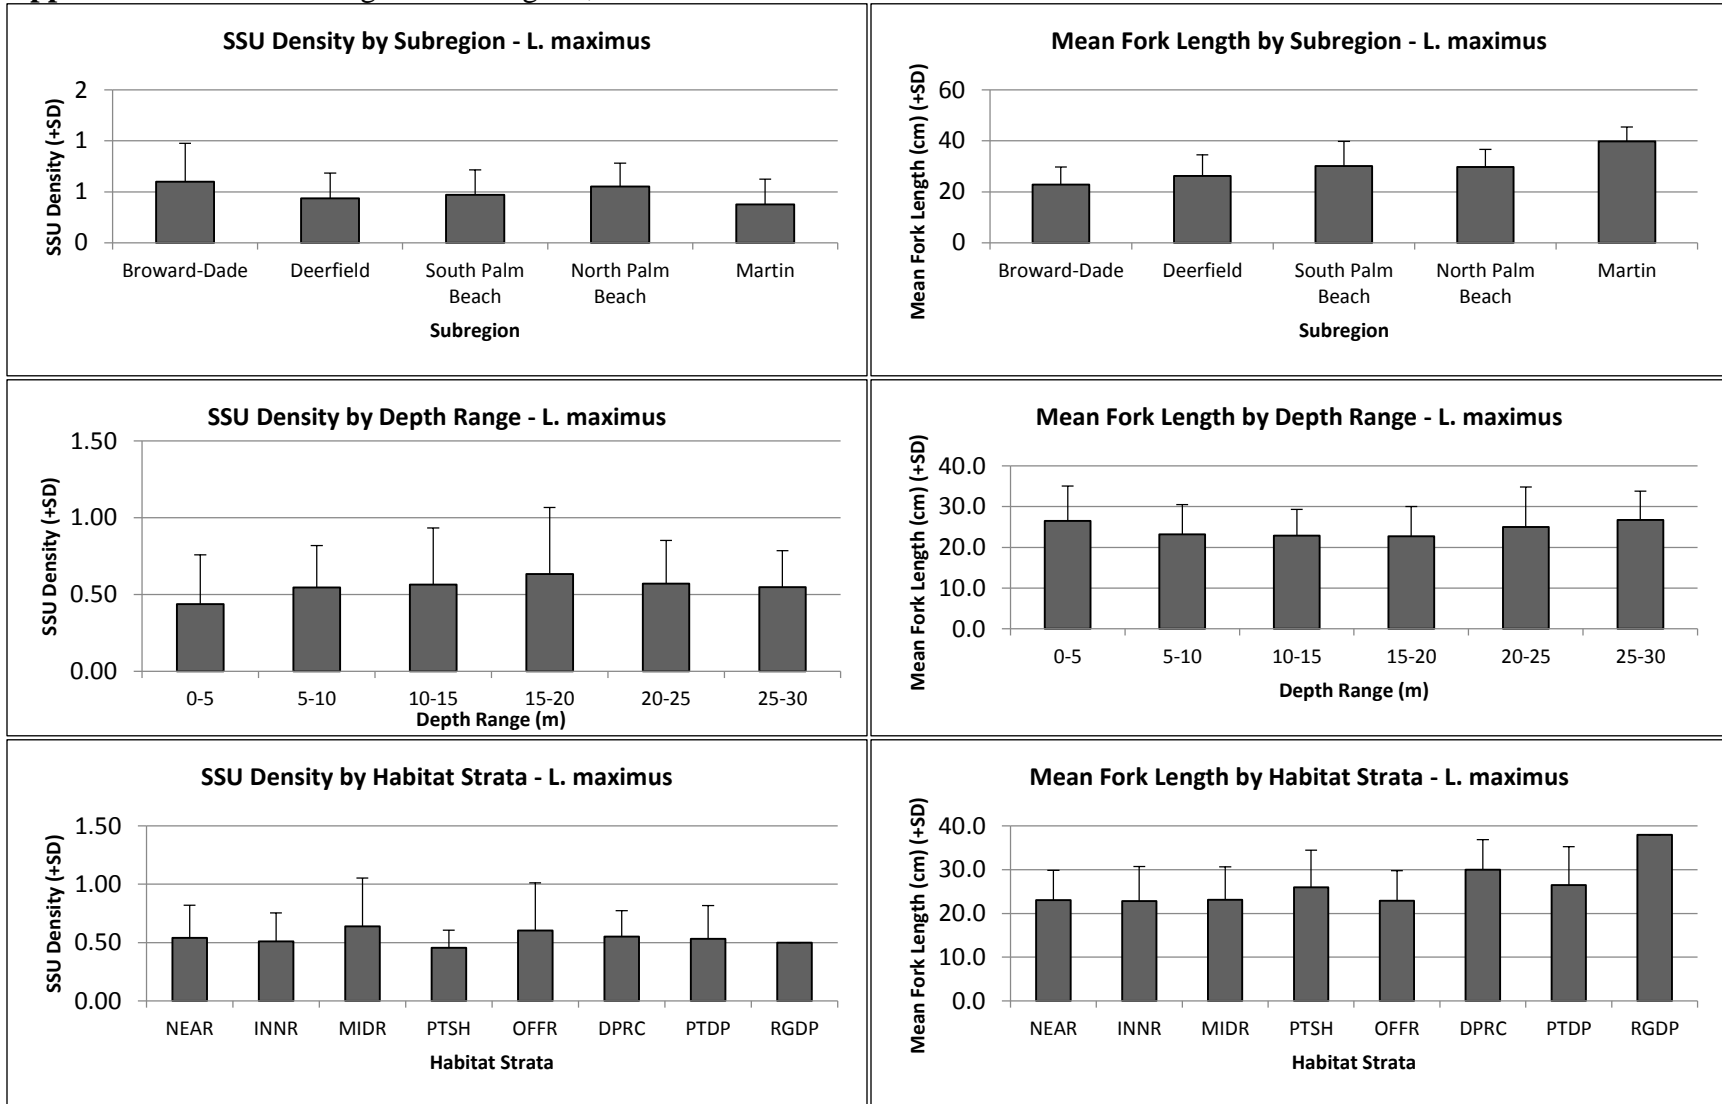 SSU Density by Subregion - L. maximus
SSU Density (+SD)
2
1
1
0
Broward-Dade Deerfield South Palm Beach North Palm Beach Martin
Subregion
Mean Fork Length by Subregion - L. maximus
Mean Fork Length (cm) (+SD)
60
40
20
0
Broward-Dade Deerfield South Palm Beach North Palm Beach Martin
Subregion
SSU Density by Depth Range - L. maximus
SSU Density (+SD)
1.50
1.00
0.50
0.00
0-5 5-10 10-15 15-20 20-25 25-30
Depth Range (m)
Mean Fork Length by Depth Range - L. maximus
Mean Fork Length (cm) (+SD)
40.0
30.0
20.0
10.0
0.0
0-5 5-10 10-15 15-20 20-25 25-30
Depth Range (m)
SSU Density by Habitat Strata - L. maximus
SSU Density (+SD)
1.50
1.00
0.50
0.00
NEAR INNR MIDR PTSH OFFR DPRC PTDP RGDP
Habitat Strata
Mean Fork Length by Habitat Strata - L. maximus
Mean Fork Length (cm) (+SD)
40.0
30.0
20.0
10.0
0.0
NEAR INNR MIDR PTSH OFFR DPRC PTDP RGDP
Habitat Strata